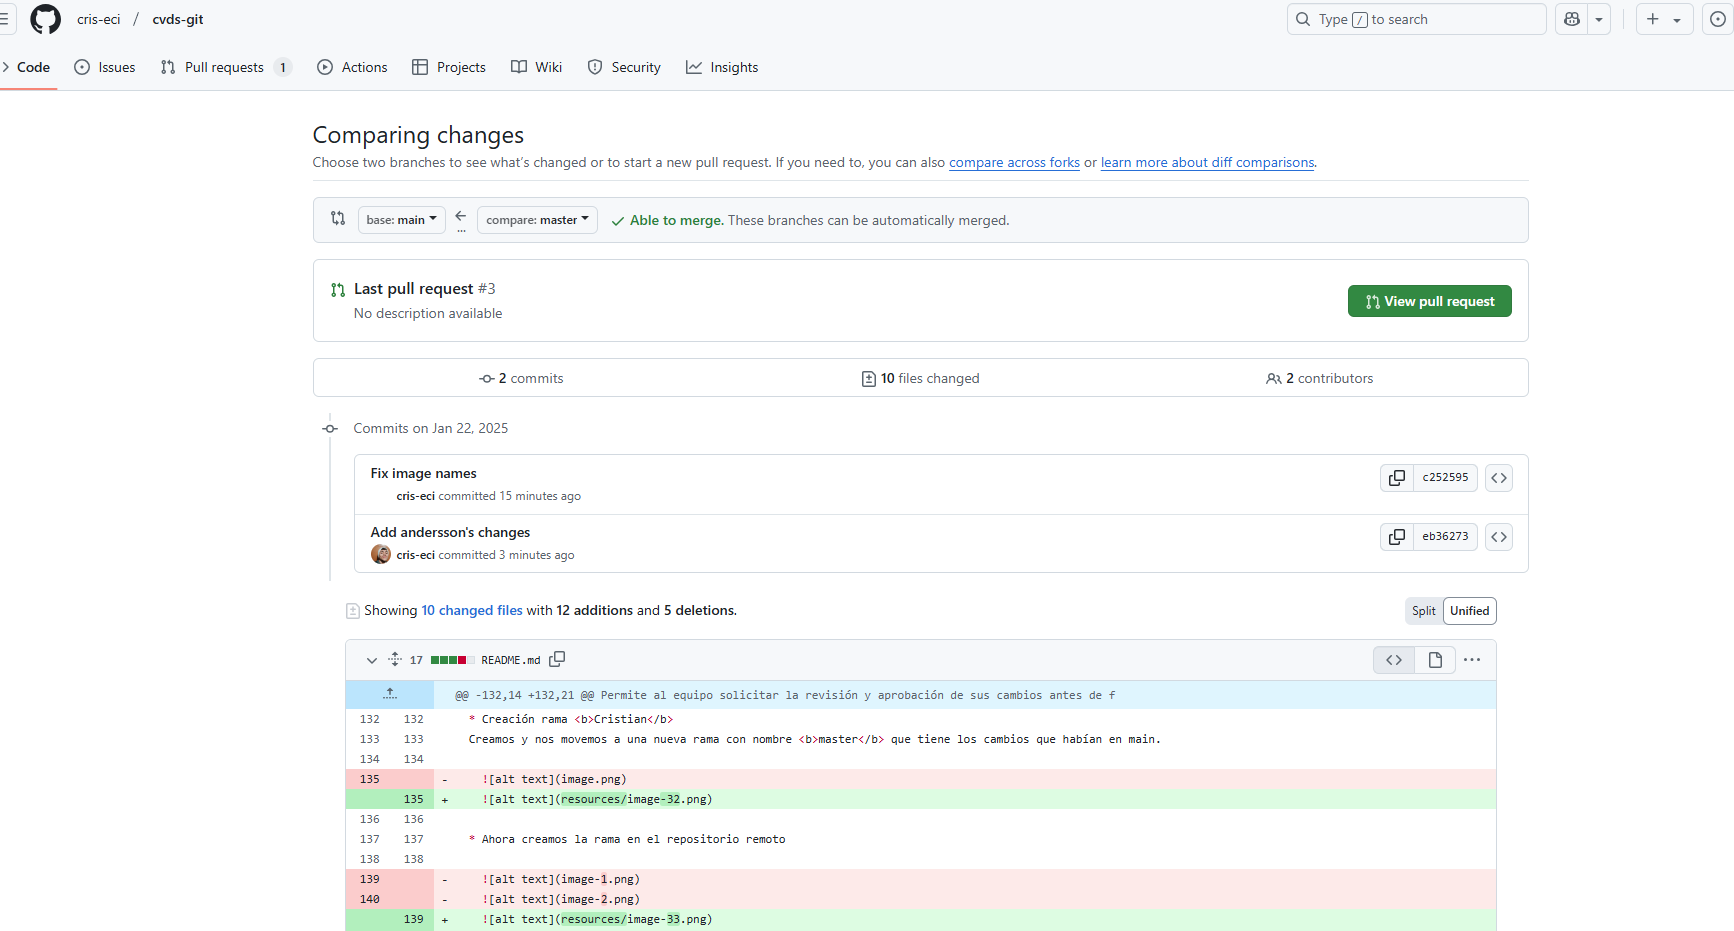 cris-eci / cvds-git
Type / to search
Code
Issues
Pull requests 1
Actions
Projects
Wiki
Security
Insights
Comparing changes
Choose two branches to see what's changed or to start a new pull request. If you need to, you can also compare across forks or learn more about diff comparisons.
base: main ... compare: master Able to merge. These branches can be automatically merged.
Last pull request #3
No description available
View pull request
2 commits
10 files changed
2 contributors
Commits on Jan 22, 2025
Fix image names
cris-eci committed 15 minutes ago
c252595
Add andersson's changes
cris-eci committed 3 minutes ago
eb36273
Showing 10 changed files with 12 additions and 5 deletions.
Split Unified
17 README.md
@@ -132,14 +132,21 @@ Permite al equipo solicitar la revisión y aprobación de sus cambios antes de f
132 132 * Creación rama <b>Cristian</b>
133 133 Creamos y nos movemos a una nueva rama con nombre <b>master</b> que tiene los cambios que habían en main.
134 134
135 - ![alt text](image.png)
135 + ![alt text](resources/image-32.png)
136 136
137 137 * Ahora creamos la rama en el repositorio remoto
138 138
139 - ![alt text](image-1.png)
140 - ![alt text](image-2.png)
139 + ![alt text](resources/image-33.png)